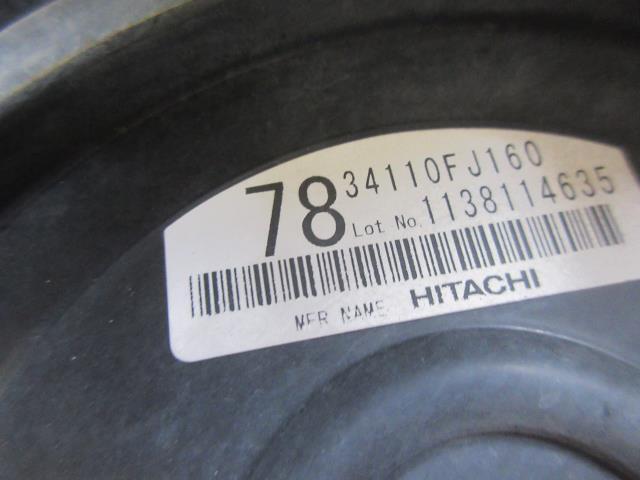 78 34110FJ160
Lot No. 1138114635
MFR NAME HITACHI